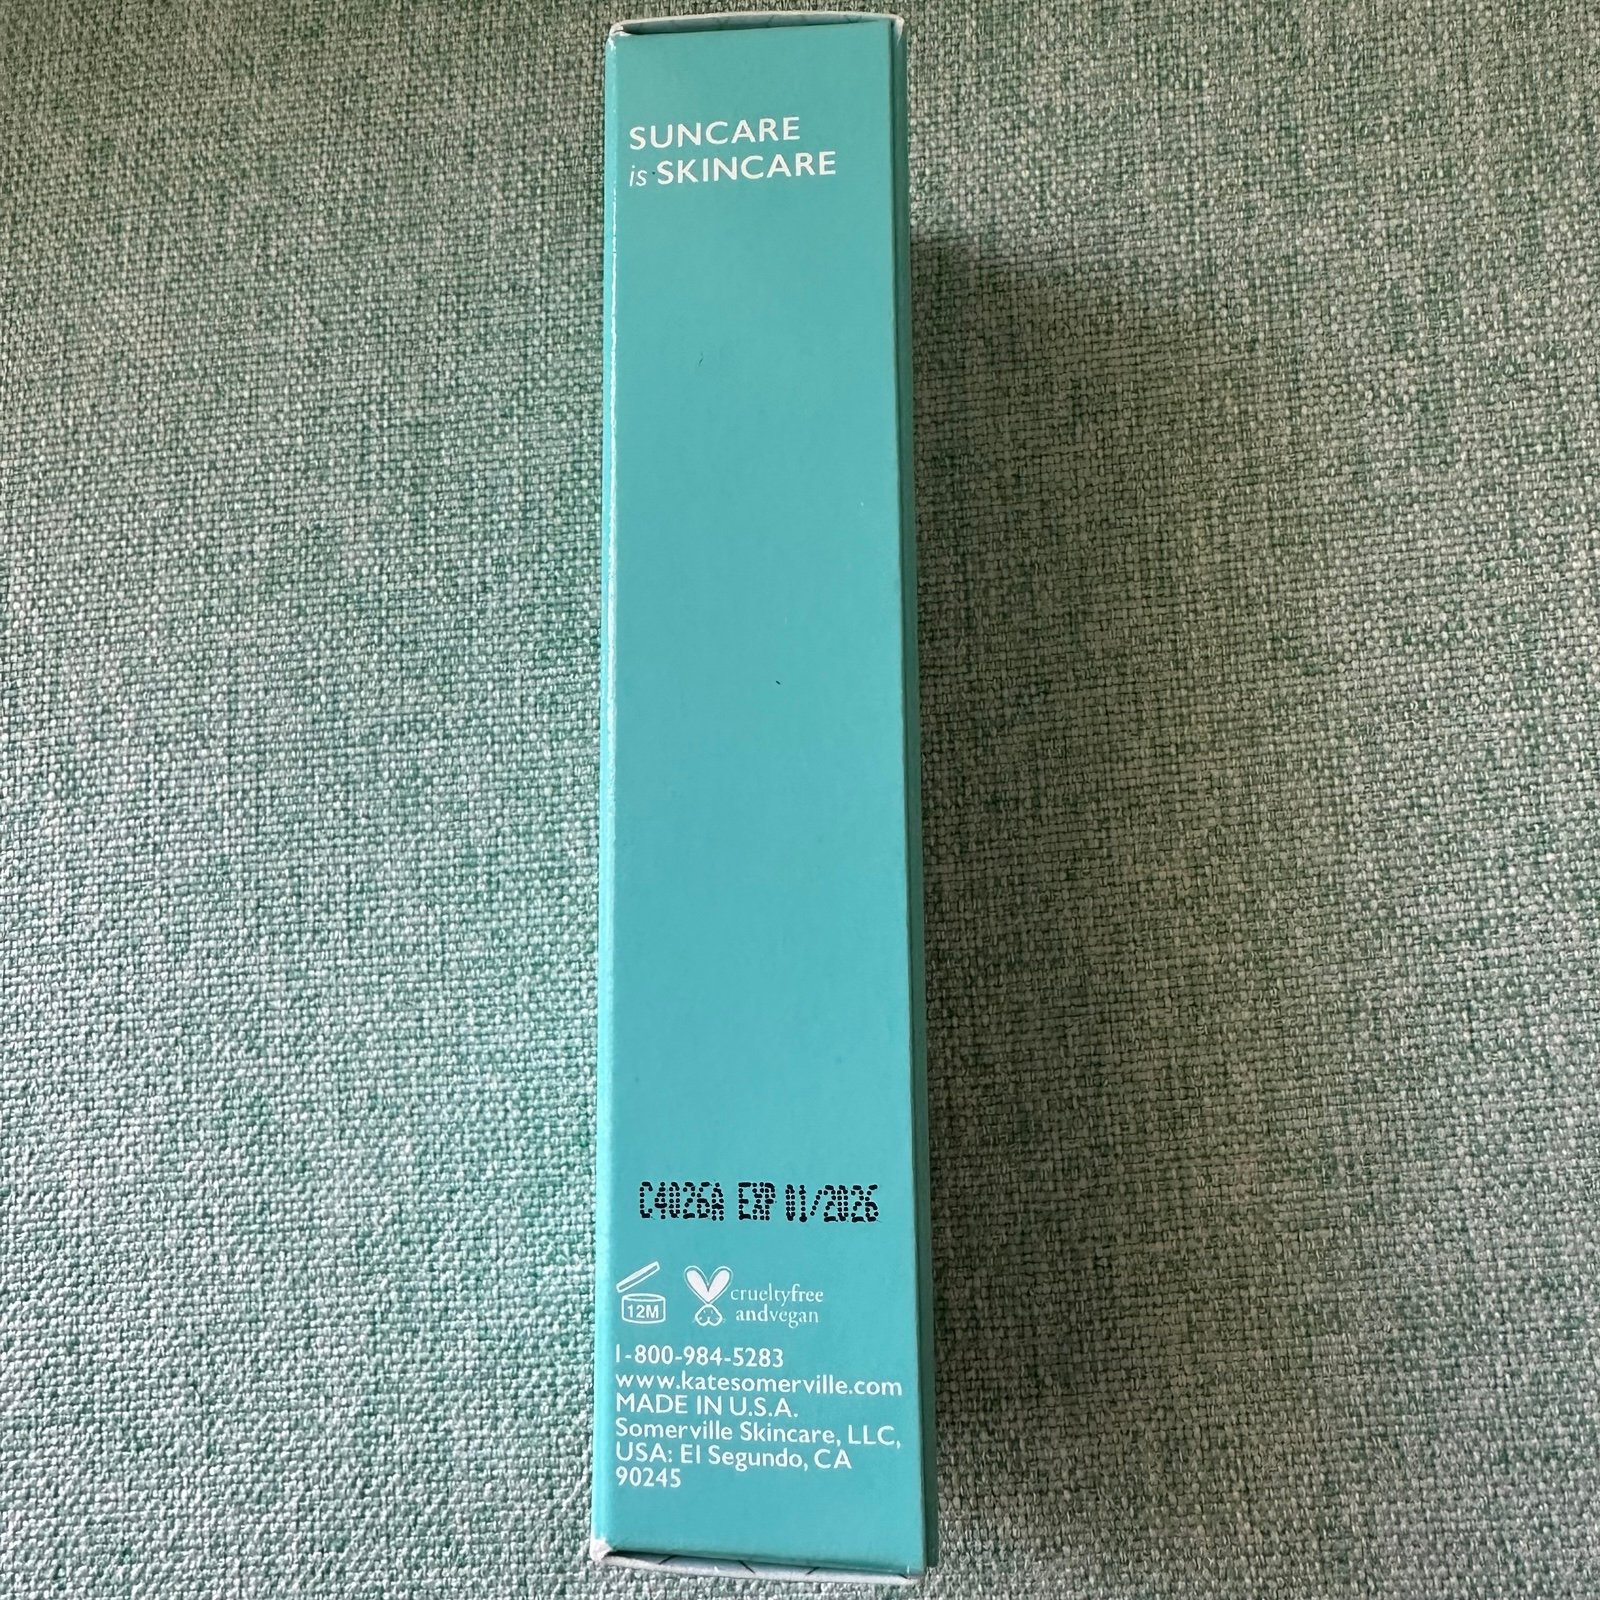 SUNCARE
is SKINCARE
C4026A EXP 01/2026
12M
crueltyfree
andvegan
1-800-984-5283
www.katesomerville.com
MADE IN U.S.A.
Somerville Skincare, LLC,
USA: El Segundo, CA
90245